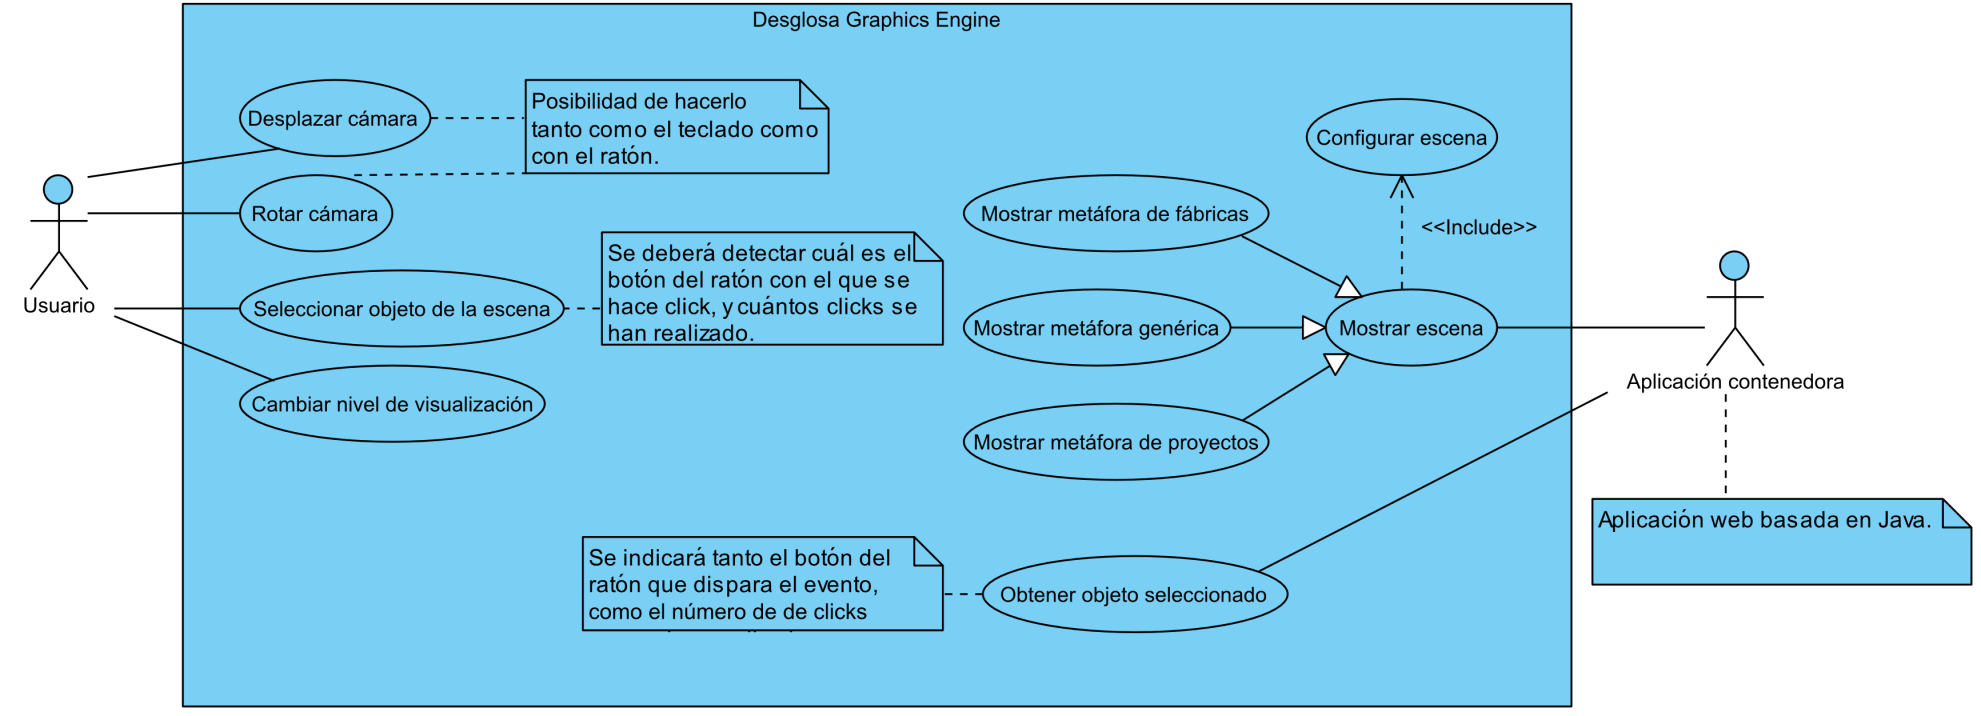 Desglosa Graphics Engine
Desplazar cámara
Posibilidad de hacerlo
tanto como el teclado como
con el ratón.
Configurar escena
Rotar cámara
Mostrar metáfora de fábricas
<<Include>>
Se deberá detectar cuál es el
botón del ratón con el que se
hace click, y cuántos clicks se
han realizado.
Usuario
Seleccionar objeto de la escena
Mostrar metáfora genérica
Mostrar escena
Aplicación contenedora
Cambiar nivel de visualización
Mostrar metáfora de proyectos
Aplicación web basada en Java.
Se indicará tanto el botón del
ratón que dispara el evento,
como el número de de clicks
Obtener objeto seleccionado